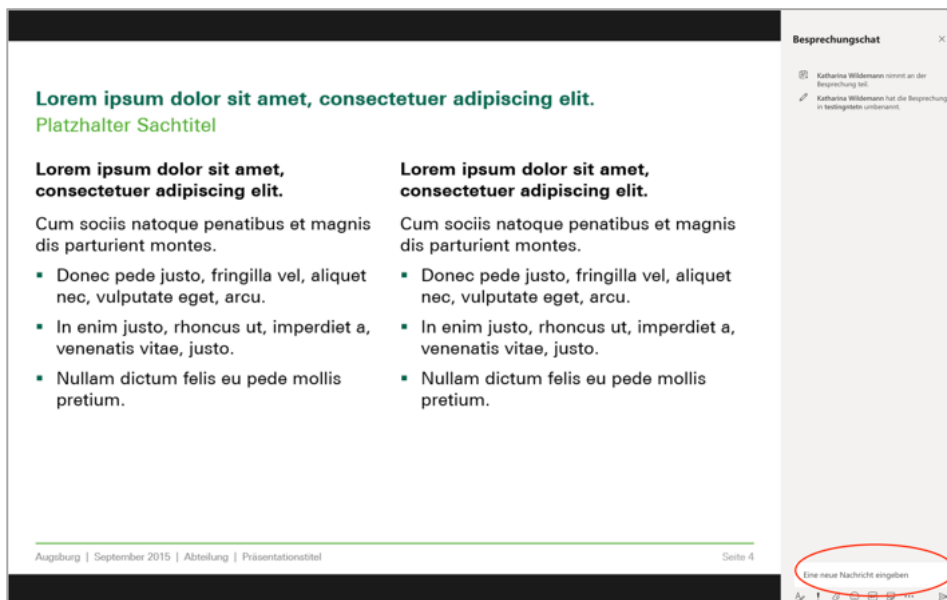 Besprechungschat
Katharina Wildemann nimmt an der
Besprechung teil.
Katharina Wildemann hat die Besprechung
in testingntetn umbenannt.
Lorem ipsum dolor sit amet, consectetuer adipiscing elit.
Platzhalter Sachtitel
Lorem ipsum dolor sit amet,
consectetuer adipiscing elit.
Cum sociis natoque penatibus et magnis
dis parturient montes.
Donec pede justo, fringilla vel, aliquet
nec, vulputate eget, arcu.
In enim justo, rhoncus ut, imperdiet a,
venenatis vitae, justo.
Nullam dictum felis eu pede mollis
pretium.
Lorem ipsum dolor sit amet,
consectetuer adipiscing elit.
Cum sociis natoque penatibus et magnis
dis parturient montes.
Donec pede justo, fringilla vel, aliquet
nec, vulputate eget, arcu.
In enim justo, rhoncus ut, imperdiet a,
venenatis vitae, justo.
Nullam dictum felis eu pede mollis
pretium.
Augsburg | September 2015 | Abteilung | Präsentationstitel
Seite 4
Eine neue Nachricht eingeben